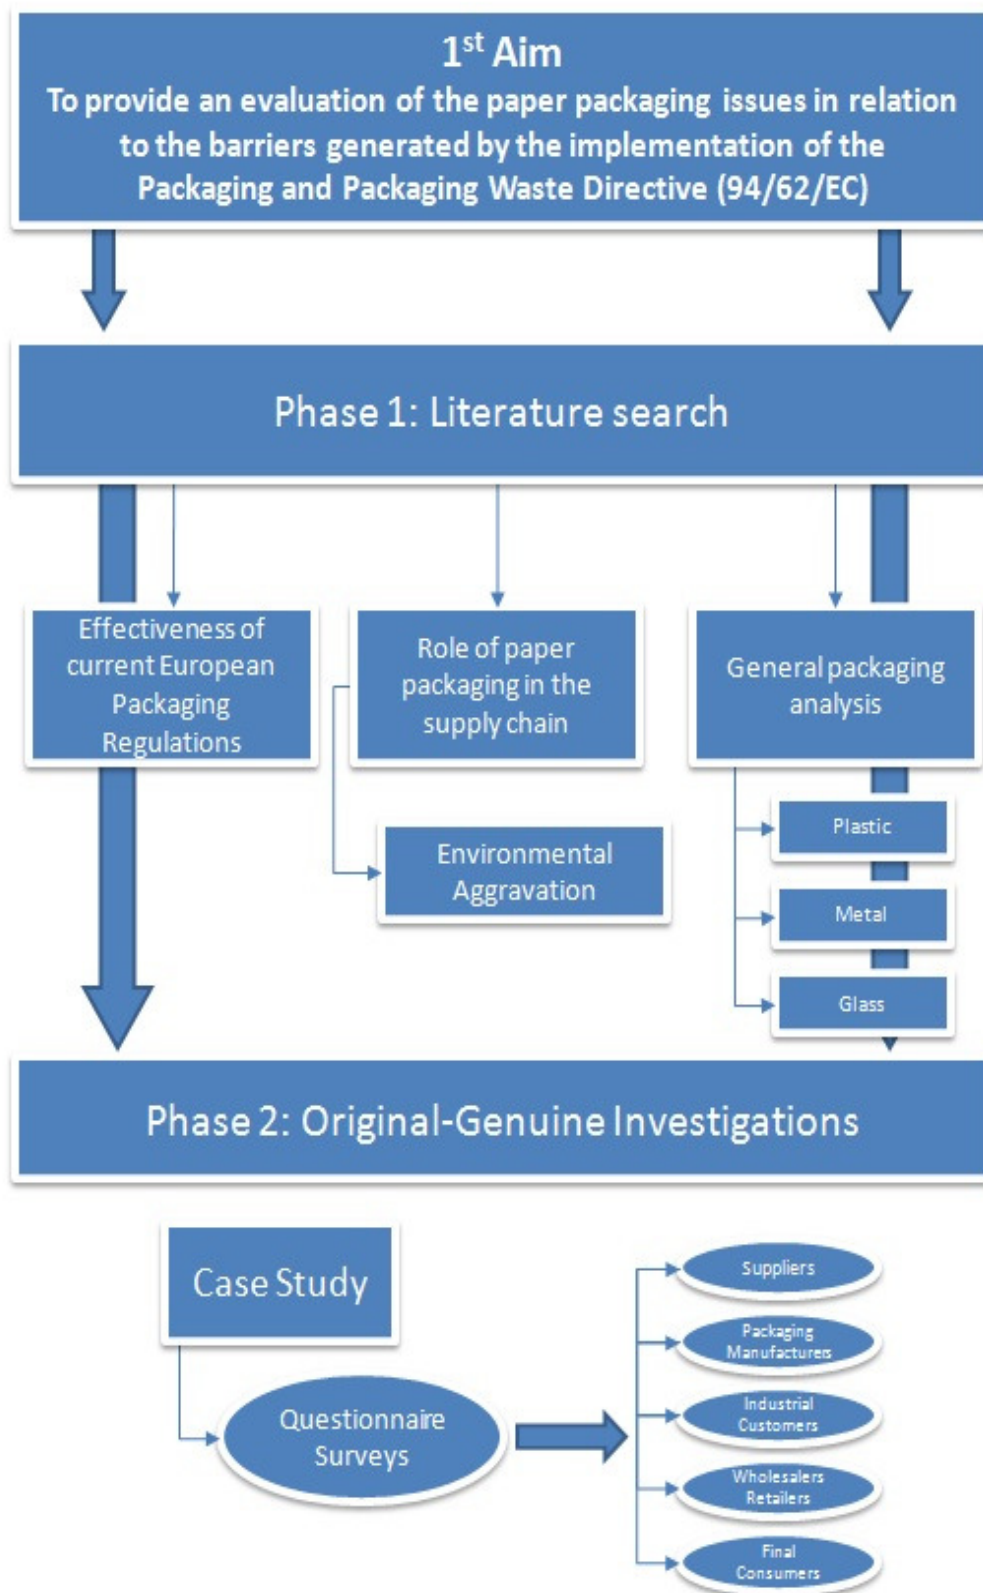 1st Aim
To provide an evaluation of the paper packaging issues in relation
to the barriers generated by the implementation of the
Packaging and Packaging Waste Directive (94/62/EC)
Phase 1: Literature search
Effectiveness of
current European
Packaging
Regulations
Role of paper
packaging in the
supply chain
General packaging
analysis
Environmental
Aggravation
Plastic
Metal
Glass
Phase 2: Original-Genuine Investigations
Case Study
Questionnaire
Surveys
Suppliers
Packaging
Manufacturers
Industrial
Customers
Wholesalers
Retailers
Final
Consumers